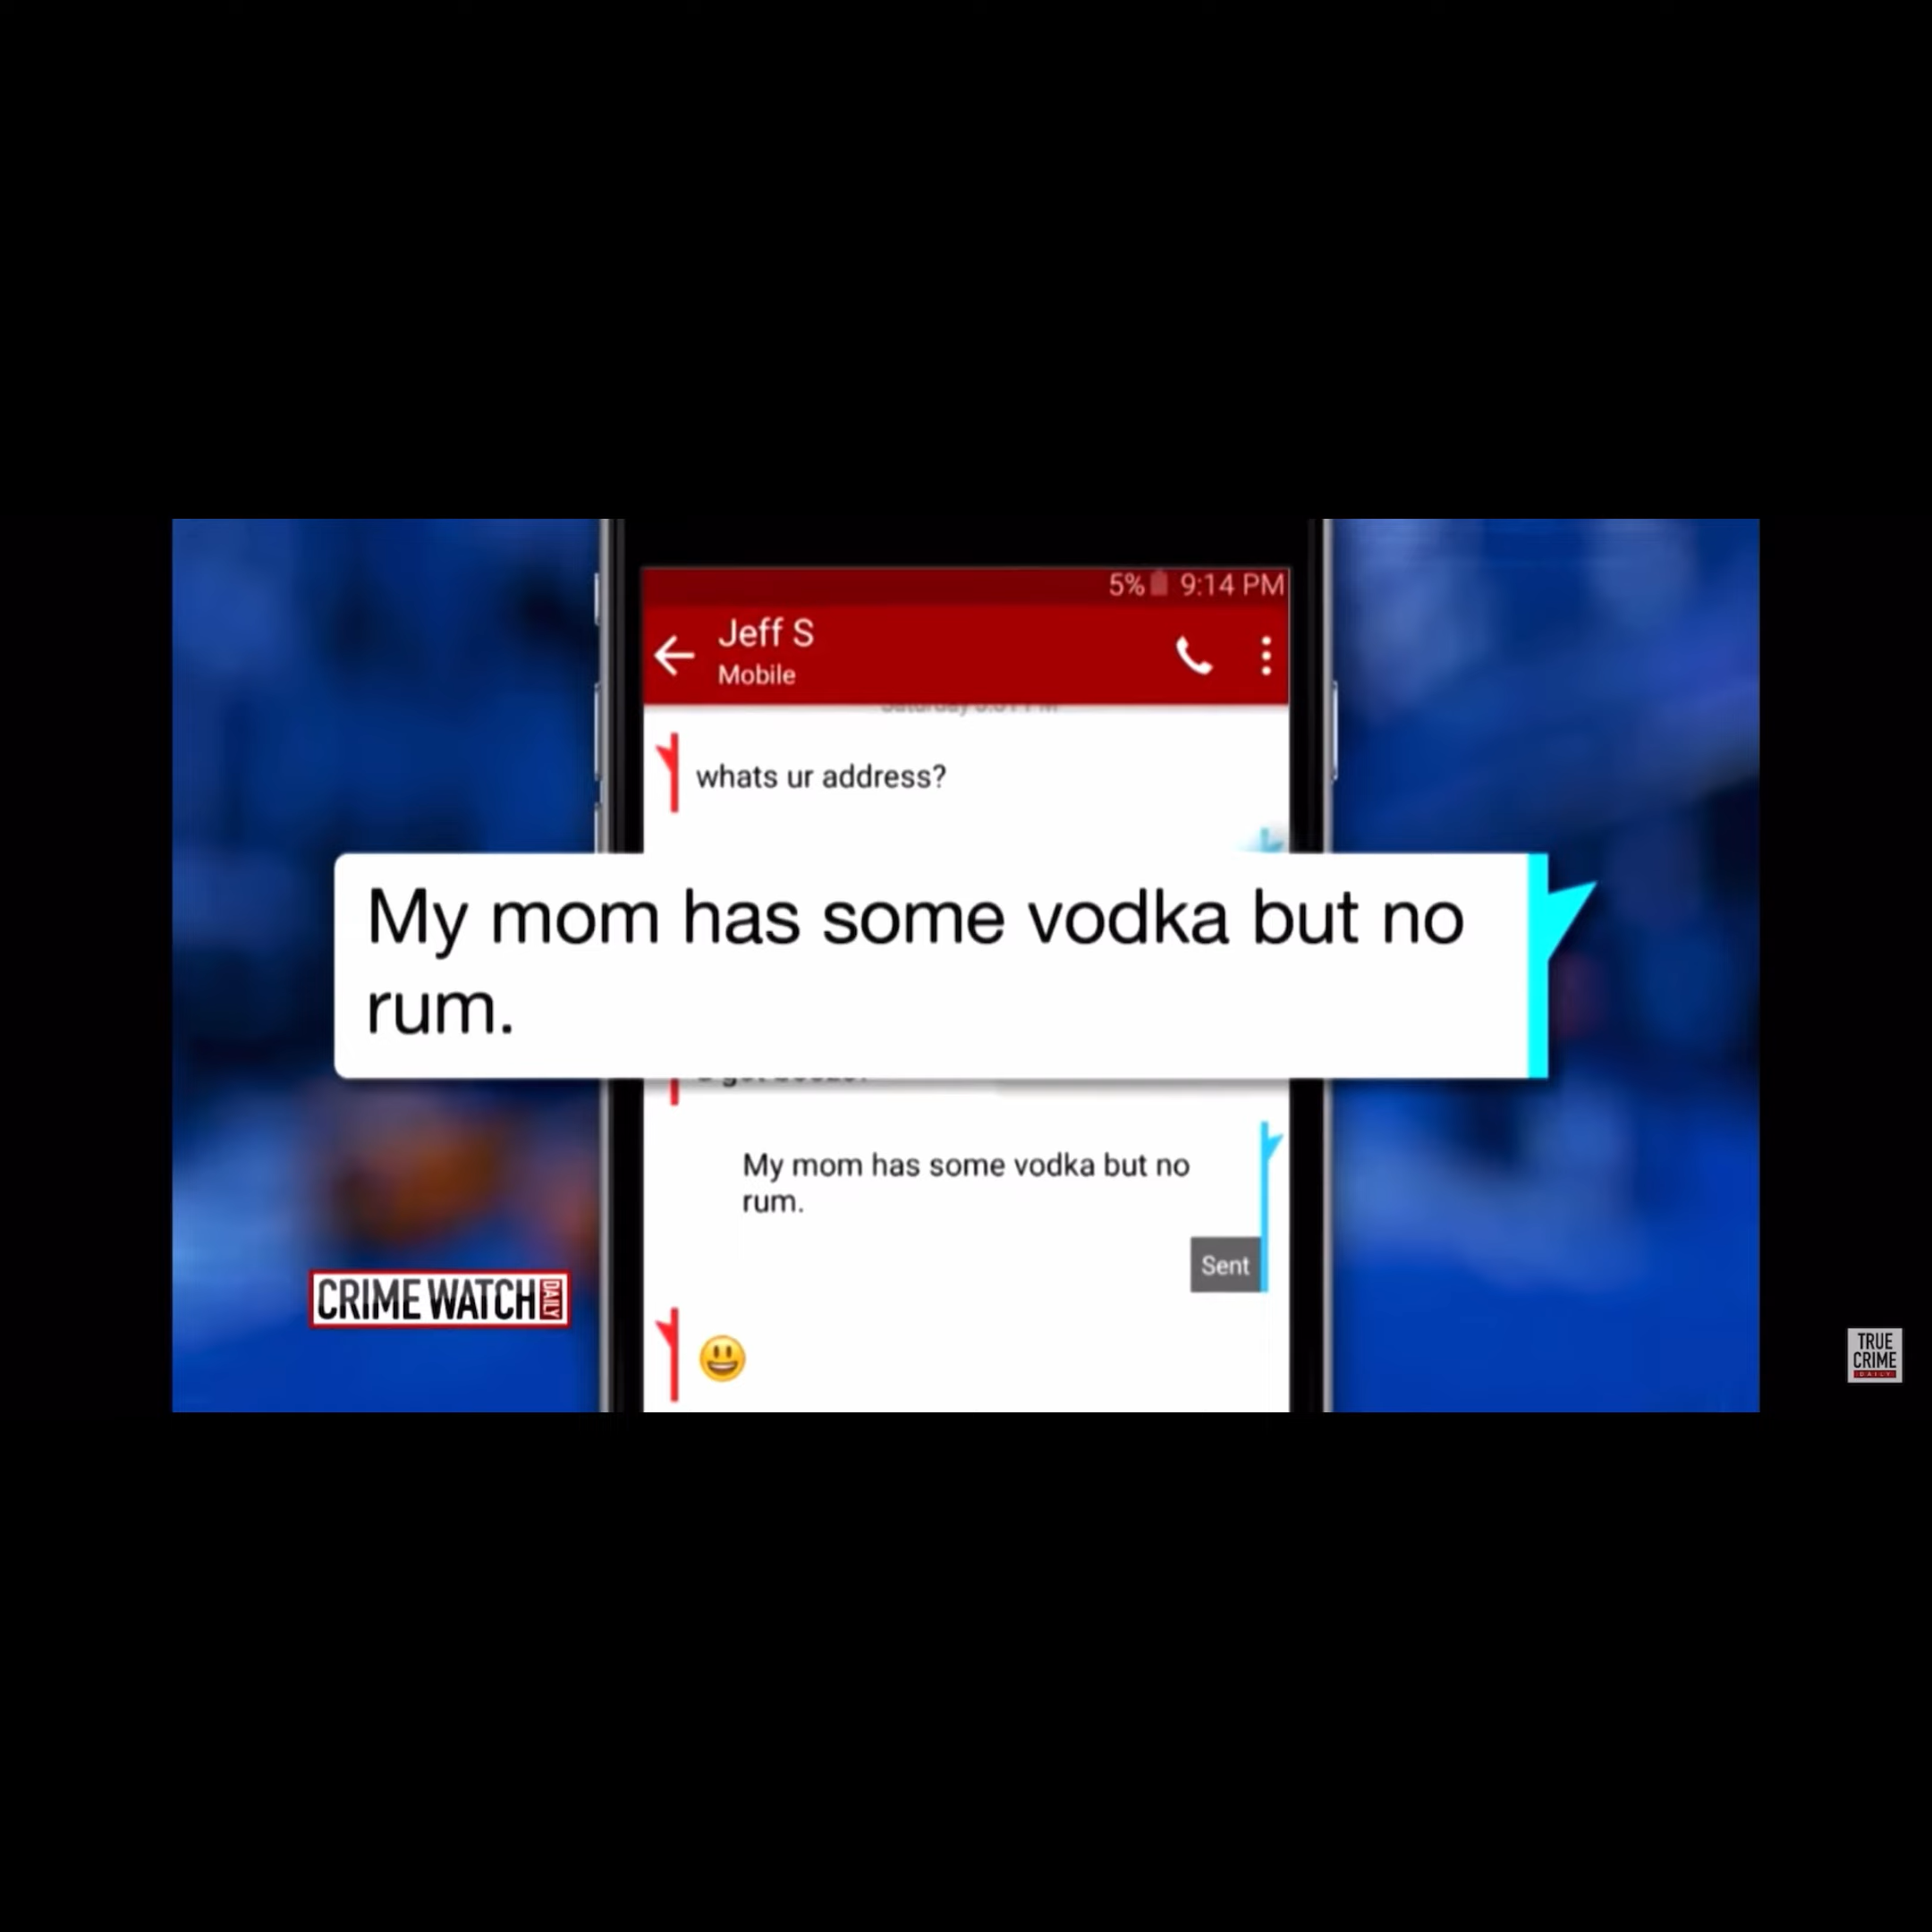 5% 9:14 PM
Jeff S
Mobile
whats ur address?
My mom has some vodka but no
rum.
My mom has some vodka but no
rum.
Sent
CRIME WATCH DAILY
TRUE
CRIME
DAILY